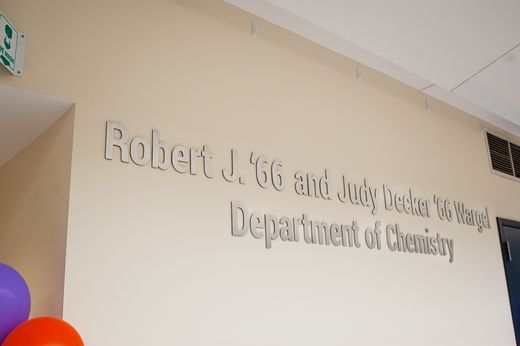 Robert J. ‘66 and Judy Decker ‘66 Wargel
Department of Chemistry